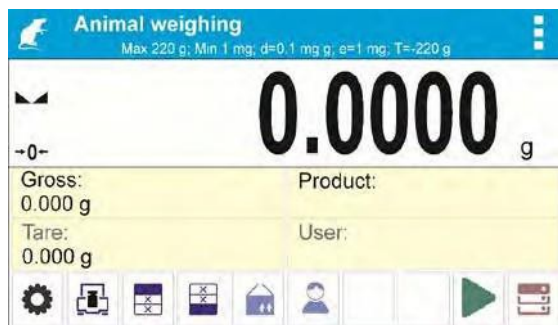 Animal weighing
Max 220 g; Min 1 mg; d=0.1 mg g; e=1 mg; T=-220 g
→0←
0.0000 g
Gross:
0.000 g
Product:
Tare:
0.000 g
User: